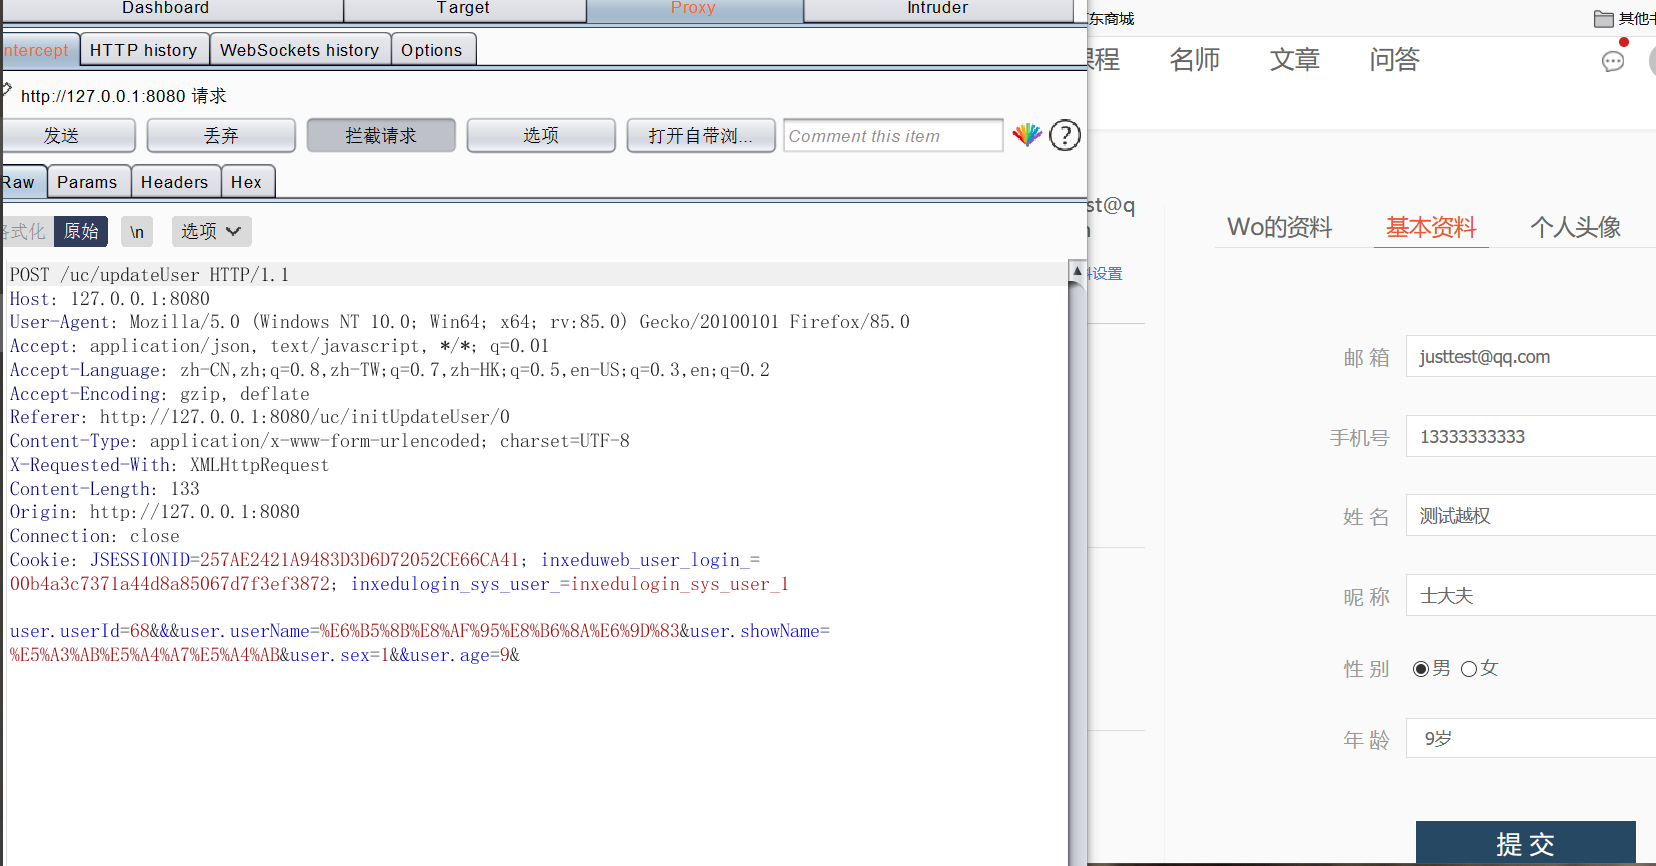 Dashboard
Target
Proxy
Intruder
ntercept
HTTP history
WebSockets history
Options
http://127.0.0.1:8080 请求
发送
丢弃
拦截请求
选项
打开自带浏...
Comment this item
?
Raw
Params
Headers
Hex
式化
原始
\n
选项
POST /uc/updateUser HTTP/1.1
Host: 127.0.0.1:8080
User-Agent: Mozilla/5.0 (Windows NT 10.0; Win64; x64; rv:85.0) Gecko/20100101 Firefox/85.0
Accept: application/json, text/javascript, */*; q=0.01
Accept-Language: zh-CN,zh;q=0.8,zh-TW;q=0.7,zh-HK;q=0.5,en-US;q=0.3,en;q=0.2
Accept-Encoding: gzip, deflate
Referer: http://127.0.0.1:8080/uc/initUpdateUser/0
Content-Type: application/x-www-form-urlencoded; charset=UTF-8
X-Requested-With: XMLHttpRequest
Content-Length: 133
Origin: http://127.0.0.1:8080
Connection: close
Cookie: JSESSIONID=257AE2421A9483D3D6D72052CE66CA41; inxeduweb_user_login_=
00b4a3c7371a44d8a85067d7f3ef3872; inxedulogin_sys_user_=inxedulogin_sys_user_1
user.userId=68&&&user.userName=%E6%B5%8B%E8%AF%95%E8%B6%8A%E6%9D%83&user.showName=
%E5%A3%AB%E5%A4%A7%E5%A4%AB&user.sex=1&&user.age=9&
东商城
其他
程
名师
文章
问答
st@q
设置
Wo的资料
基本资料
个人头像
邮 箱
justtest@qq.com
手机号
13333333333
姓 名
测试越权
昵 称
士大夫
性 别
男
女
年 龄
9岁
提 交